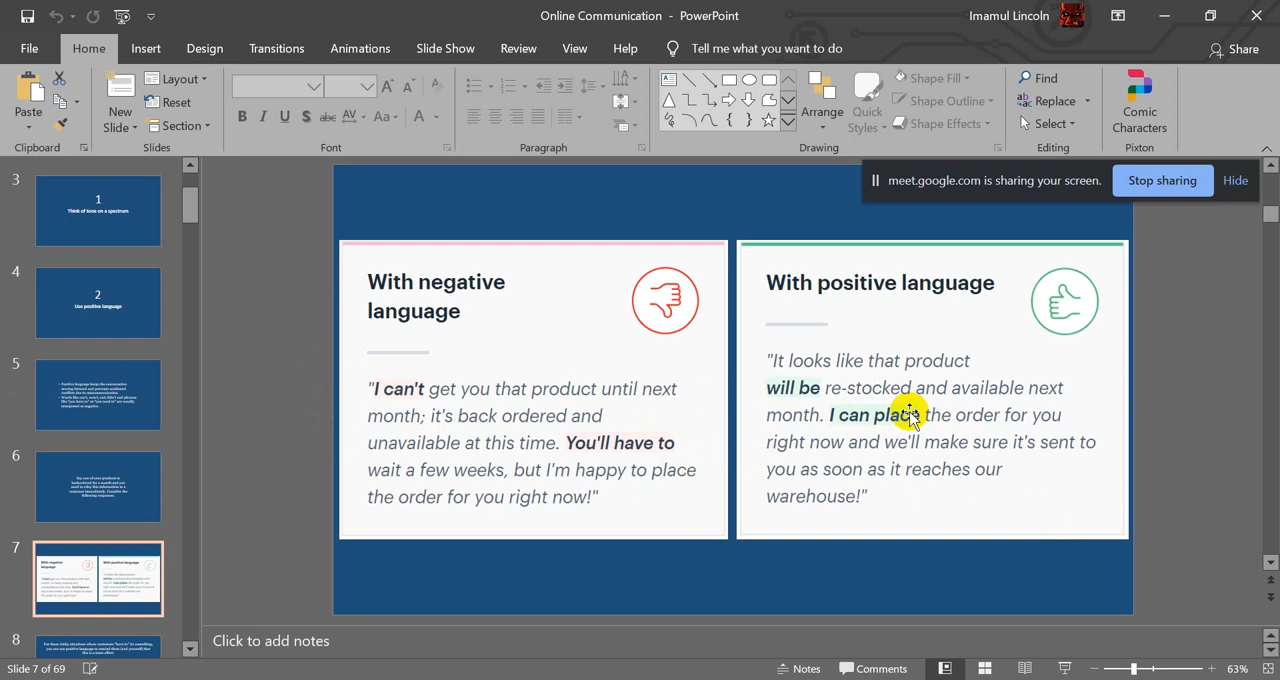 Online Communication - PowerPoint
Imamul Lincoln
File Home Insert Design Transitions Animations Slide Show Review View Help Tell me what you want to do Share
Paste
Clipboard
New
Slide
Layout
Reset
Section
Slides
B I U S abc AV Aa A
Font
Paragraph
Arrange
Quick
Styles
Shape Fill
Shape Outline
Shape Effects
Drawing
Find
Replace
Select
Editing
Comic
Characters
Pixton
meet.google.com is sharing your screen. Stop sharing Hide
3
1
Think of tone on a spectrum
4
2
Use positive language
5
6
7
8
With negative
language
"I can't get you that product until next
month; it's back ordered and
unavailable at this time. You'll have to
wait a few weeks, but I'm happy to place
the order for you right now!"
With positive language
"It looks like that product
will be re-stocked and available next
month. I can place the order for you
right now and we'll make sure it's sent to
you as soon as it reaches our
warehouse!"
Click to add notes
Slide 7 of 69
Notes Comments 63%